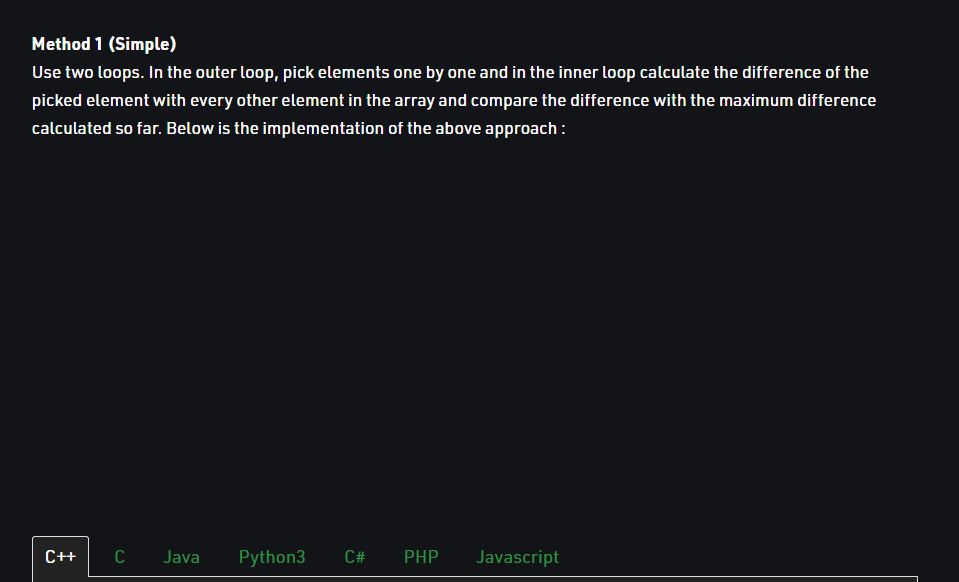 Method 1 (Simple)
Use two loops. In the outer loop, pick elements one by one and in the inner loop calculate the difference of the
picked element with every other element in the array and compare the difference with the maximum difference
calculated so far. Below is the implementation of the above approach :
C++ C Java Python3 C# PHP Javascript